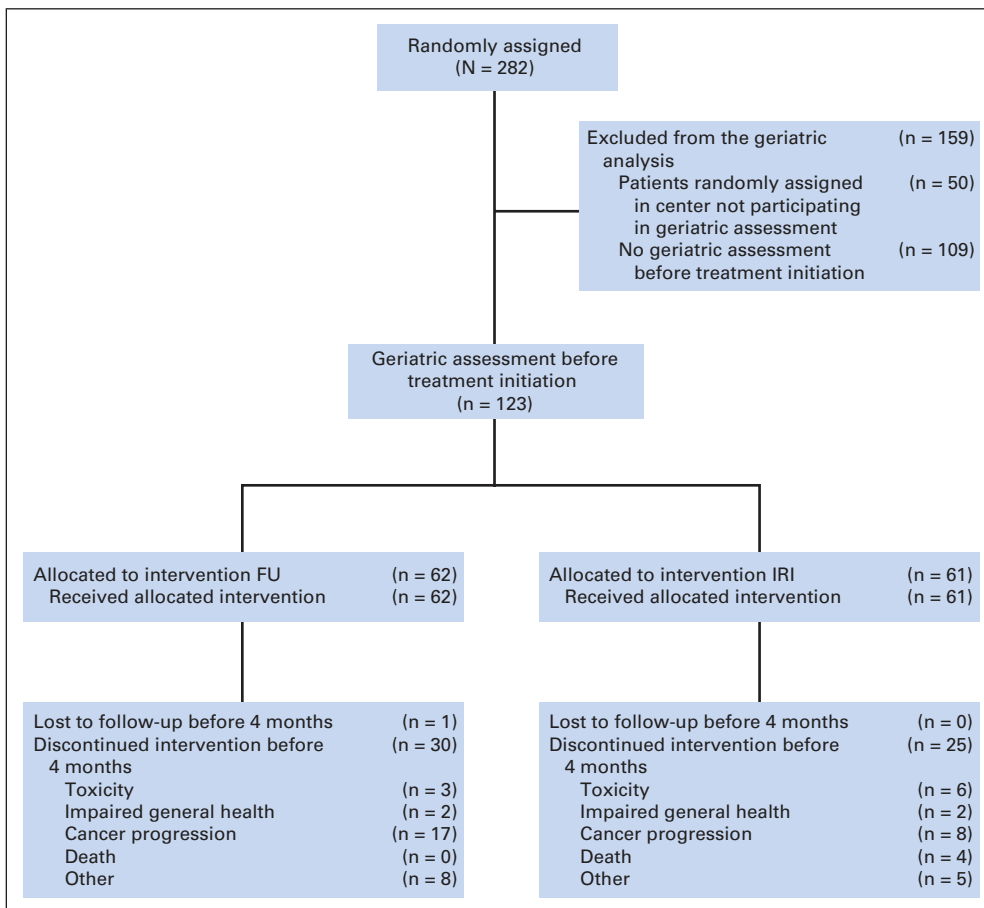 Randomly assigned
(N = 282)
Excluded from the geriatric (n = 159)
analysis
Patients randomly assigned (n = 50)
in center not participating
in geriatric assessment
No geriatric assessment (n = 109)
before treatment initiation
Geriatric assessment before
treatment initiation
(n = 123)
Allocated to intervention FU (n = 62)
Received allocated intervention (n = 62)
Allocated to intervention IRI (n = 61)
Received allocated intervention (n = 61)
Lost to follow-up before 4 months (n = 1)
Discontinued intervention before (n = 30)
4 months
Toxicity (n = 3)
Impaired general health (n = 2)
Cancer progression (n = 17)
Death (n = 0)
Other (n = 8)
Lost to follow-up before 4 months (n = 0)
Discontinued intervention before (n = 25)
4 months
Toxicity (n = 6)
Impaired general health (n = 2)
Cancer progression (n = 8)
Death (n = 4)
Other (n = 5)